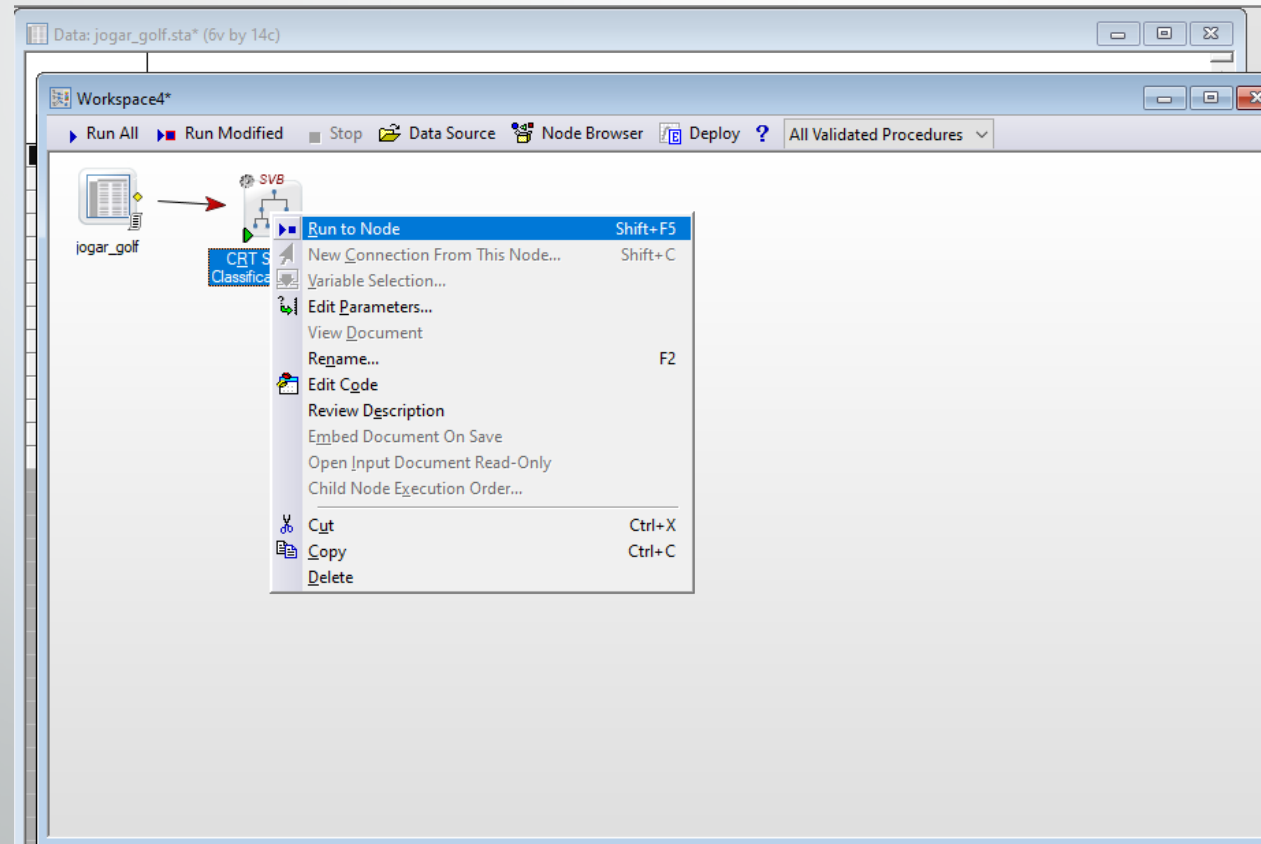 Data: jogar_golf.sta* (6v by 14c)
Workspace4*
Run All Run Modified Stop Data Source Node Browser Deploy ? All Validated Procedures
SVB
jogar_golf
CRT S
Classifica
Run to Node Shift+F5
New Connection From This Node... Shift+C
Variable Selection...
Edit Parameters...
View Document
Rename... F2
Edit Code
Review Description
Embed Document On Save
Open Input Document Read-Only
Child Node Execution Order...
Cut Ctrl+X
Copy Ctrl+C
Delete